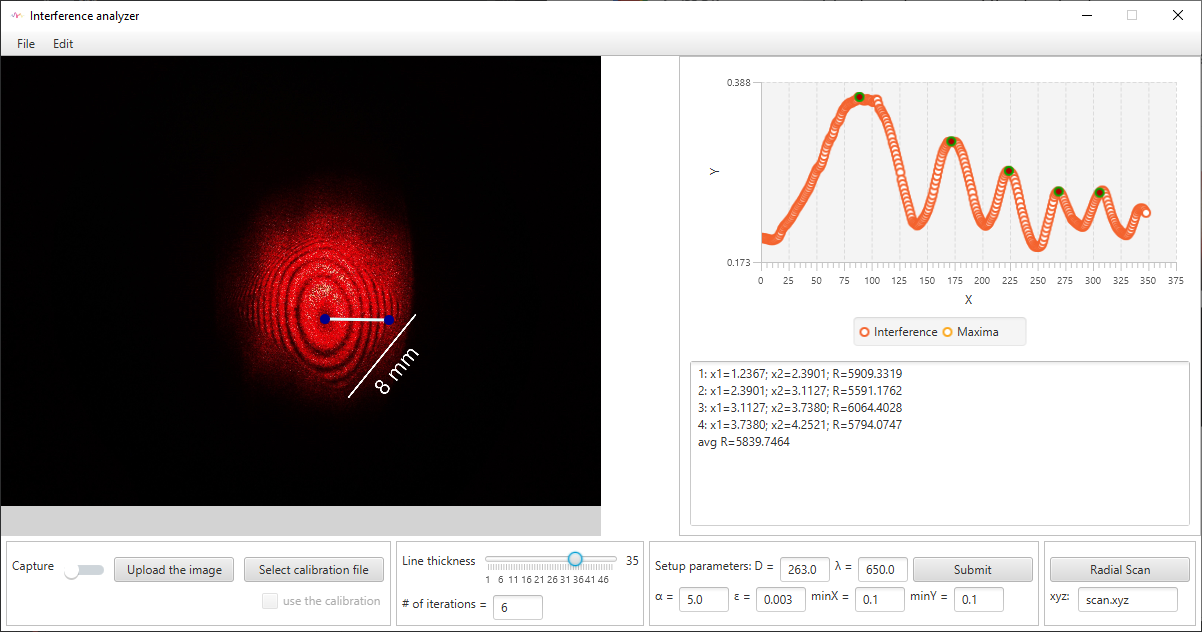 Interference analyzer
File Edit
8 mm
0.388
Y
0.173
0 25 50 75 100 125 150 175 200 225 250 275 300 325 350 375
X
Interference Maxima
1: x1=1.2367; x2=2.3901; R=5909.3319
2: x1=2.3901; x2=3.1127; R=5591.1762
3: x1=3.1127; x2=3.7380; R=6064.4028
4: x1=3.7380; x2=4.2521; R=5794.0747
avg R=5839.7464
Capture Upload the image Select calibration file
use the calibration
Line thickness 35
1 6 11 16 21 26 31 36 41 46
# of iterations = 6
Setup parameters: D = 263.0 λ = 650.0 Submit
α = 5.0 ε = 0.003 minX = 0.1 minY = 0.1
Radial Scan
xyz: scan.xyz